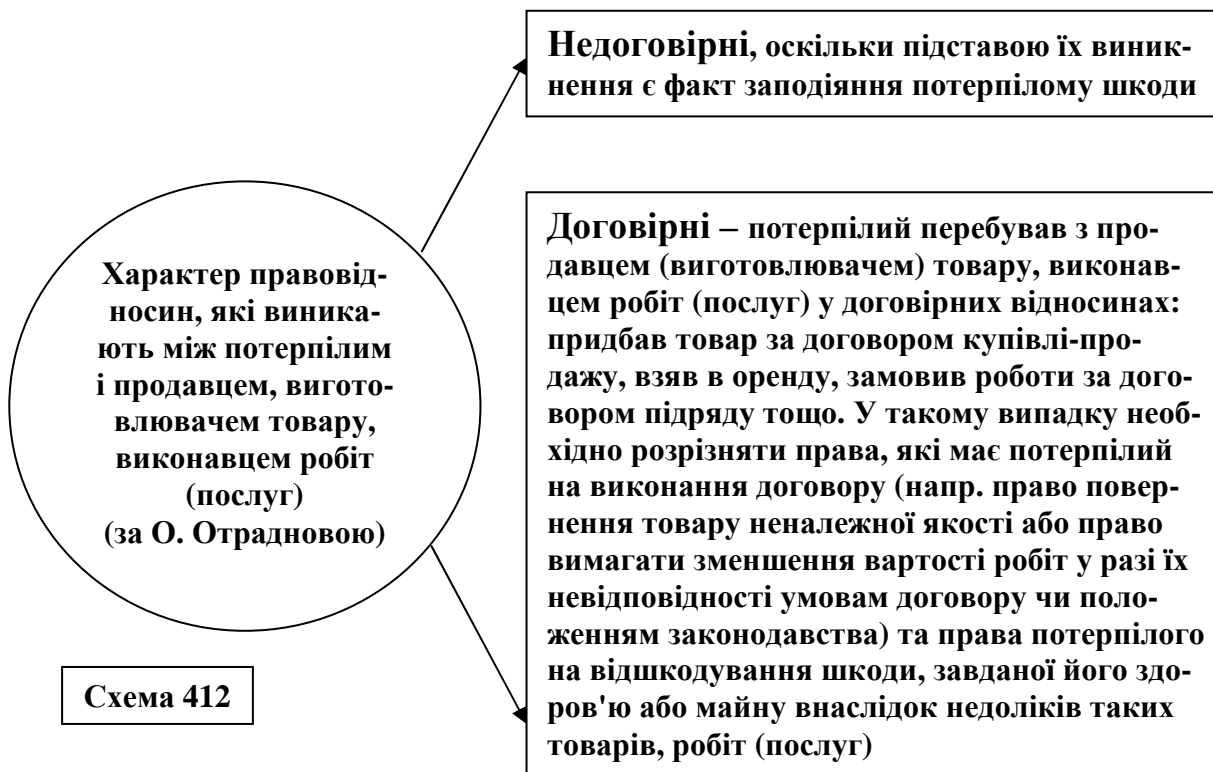 Недоговірні, оскільки підставою їх виник-
нення є факт заподіяння потерпілому шкоди
Характер правовід-
носин, які виника-
ють між потерпілим
і продавцем, вигото-
влювачем товару,
виконавцем робіт
(послуг)
(за О. Отрадновою)
Договірні – потерпілий перебував з про-
давцем (виготовлювачем) товару, виконав-
цем робіт (послуг) у договірних відносинах:
придбав товар за договором купівлі-про-
дажу, взяв в оренду, замовив роботи за дого-
вором підряду тощо. У такому випадку необ-
хідно розрізняти права, які має потерпілий
на виконання договору (напр. право повер-
нення товару неналежної якості або право
вимагати зменшення вартості робіт у разі їх
невідповідності умовам договору чи поло-
женням законодавства) та права потерпілого
на відшкодування шкоди, завданої його здо-
ров'ю або майну внаслідок недоліків таких
товарів, робіт (послуг)
Схема 412